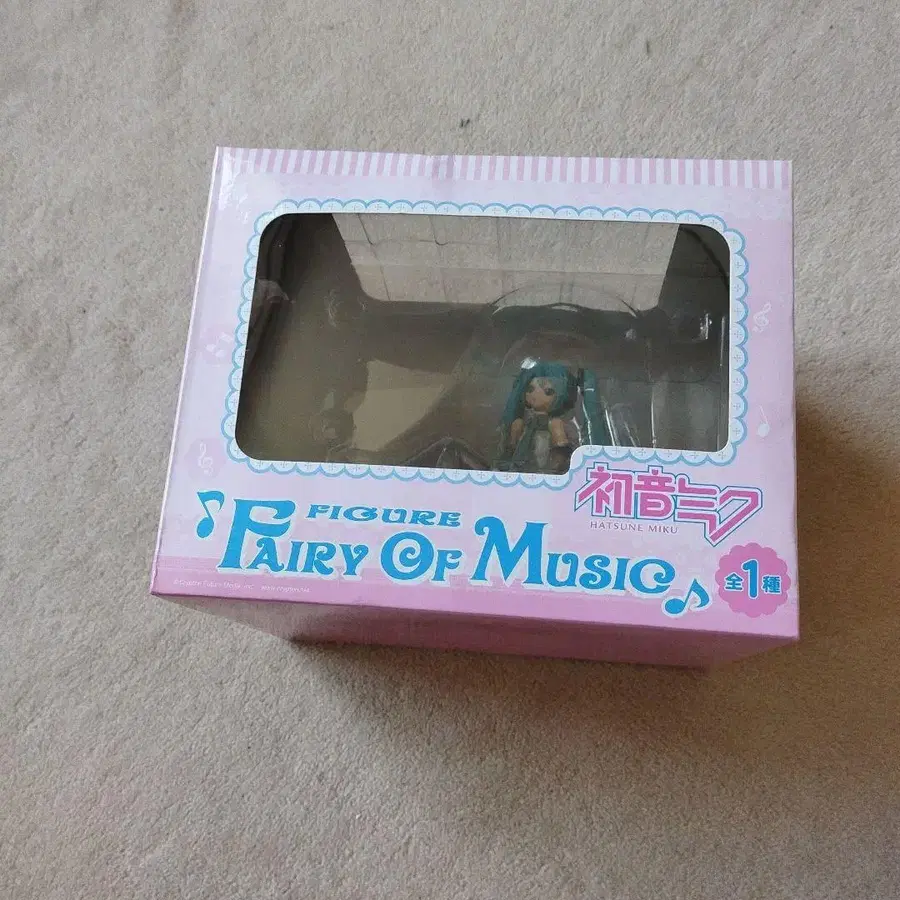 初音ミク
HATSUNE MIKU
FIGURE
FAIRY OF MUSIC
全1種